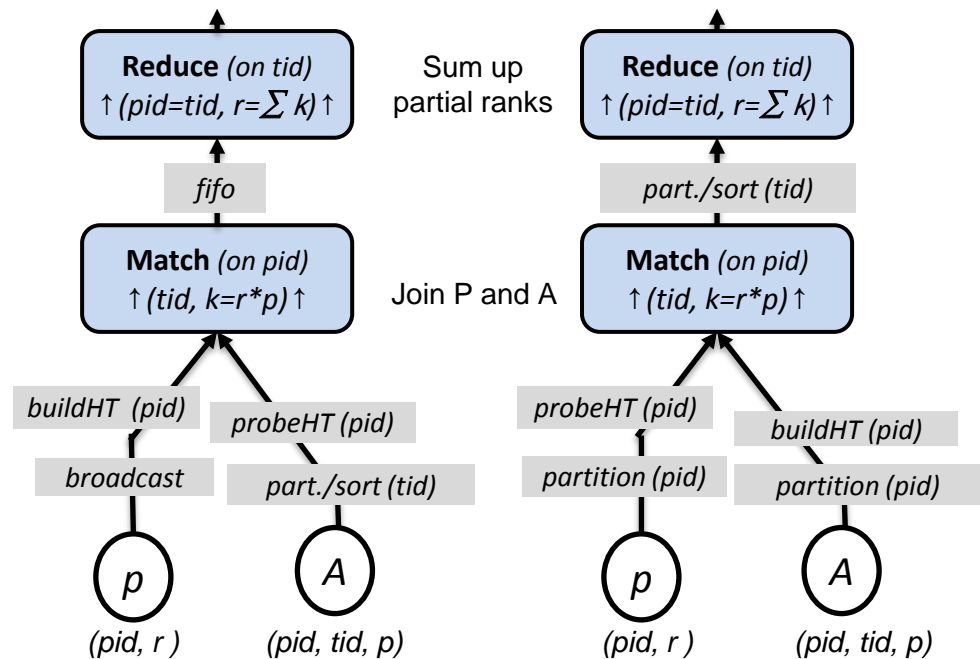 Reduce (on tid)
↑(pid=tid, r=∑ k)↑
Sum up
partial ranks
Reduce (on tid)
↑(pid=tid, r=∑ k)↑
fifo
part./sort (tid)
Match (on pid)
↑(tid, k=r*p)↑
Join P and A
Match (on pid)
↑(tid, k=r*p)↑
buildHT (pid)
probeHT (pid)
broadcast
part./sort (tid)
probeHT (pid)
buildHT (pid)
partition (pid)
partition (pid)
p
A
p
A
(pid, r )
(pid, tid, p)
(pid, r )
(pid, tid, p)